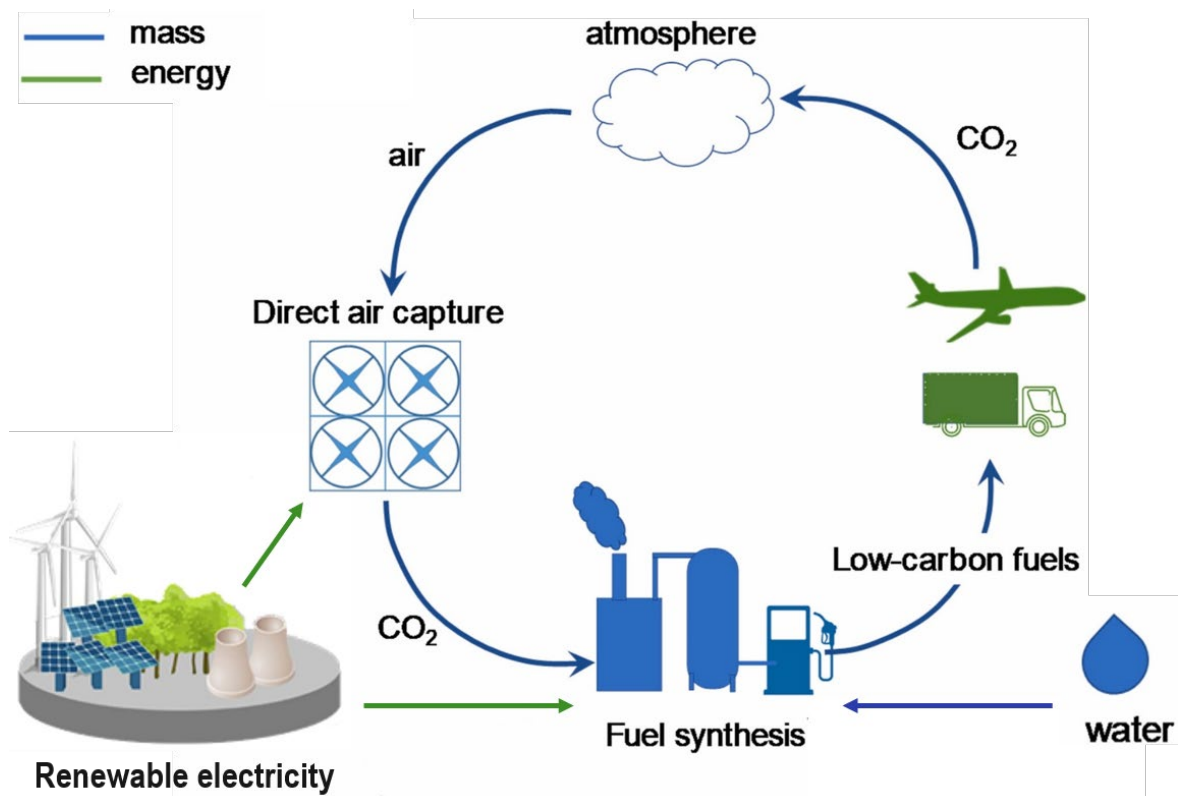 mass
energy
atmosphere
air
CO₂
Direct air capture
CO₂
Low-carbon fuels
Fuel synthesis
water
Renewable electricity